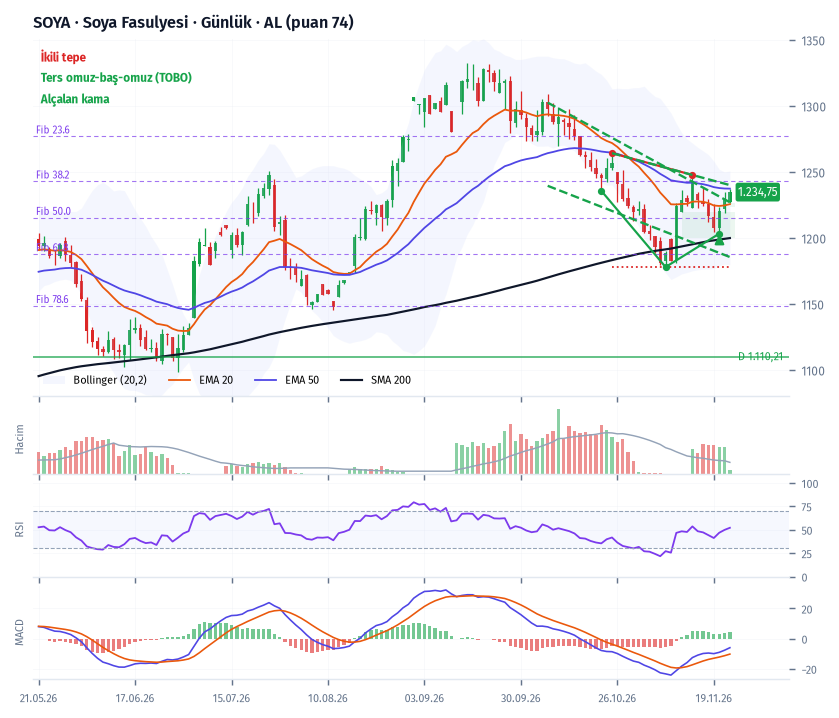 SOYA · Soya Fasulyesi · Günlük · AL (puan 74)
İkili tepe
Ters omuz-baş-omuz (TOBO)
Alçalan kama
1350
1300
1250
1200
1150
1100
Fib 23.6
Fib 38.2
Fib 50.0
Fib 61.8
Fib 78.6
1.234,75
D 1.110,21
Bollinger (20,2)
EMA 20
EMA 50
SMA 200
Hacim
RSI
100
75
50
25
0
MACD
20
0
−20
21.05.26
17.06.26
15.07.26
10.08.26
03.09.26
30.09.26
26.10.26
19.11.26